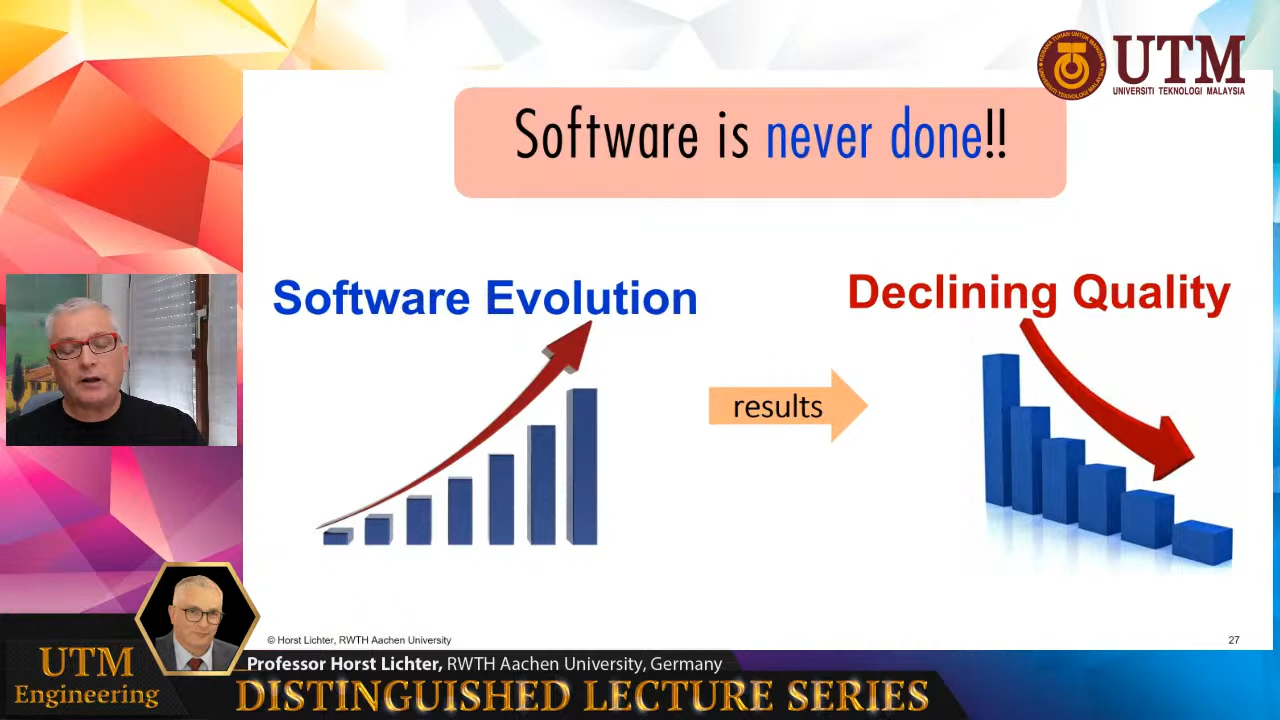 UTM
UNIVERSITI TEKNOLOGI MALAYSIA
Software is never done!!
Software Evolution
Declining Quality
results
© Horst Lichter, RWTH Aachen University
27
Professor Horst Lichter, RWTH Aachen University, Germany
UTM
Engineering
DISTINGUISHED LECTURE SERIES